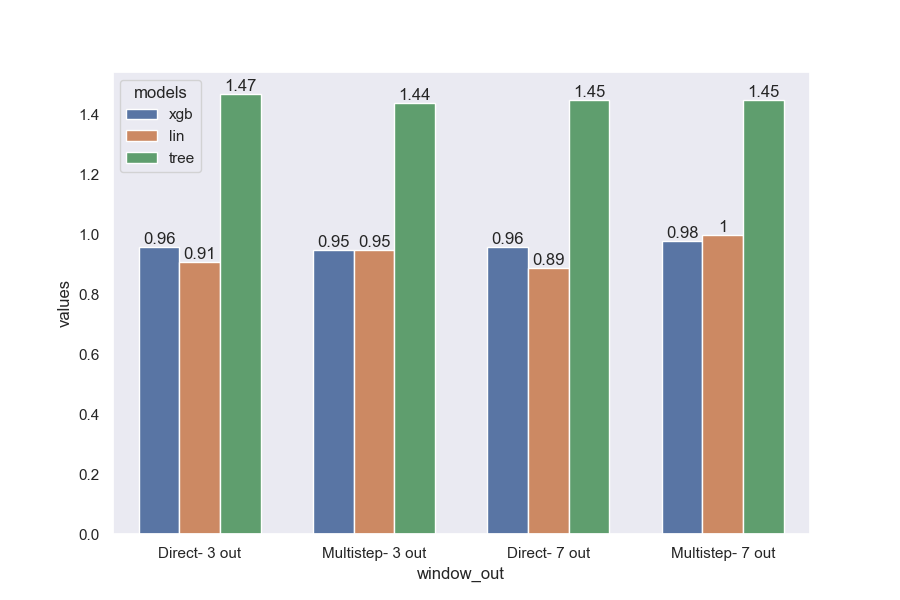 models
xgb
lin
tree
1.47
1.44
1.45
1.45
0.96
0.91
0.95
0.95
0.96
0.89
0.98
1
values
1.4
1.2
1.0
0.8
0.6
0.4
0.2
0.0
Direct- 3 out
Multistep- 3 out
Direct- 7 out
Multistep- 7 out
window_out